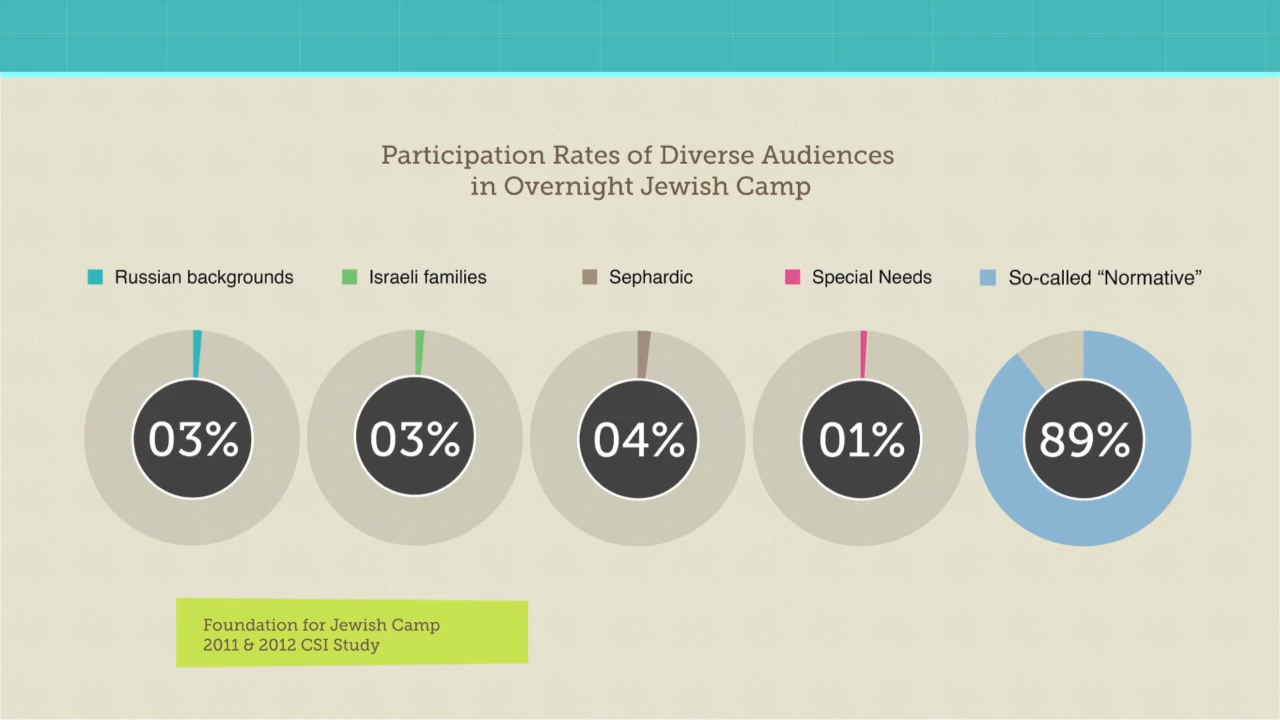 Participation Rates of Diverse Audiences
in Overnight Jewish Camp
Russian backgrounds
Israeli families
Sephardic
Special Needs
So-called “Normative”
03%
03%
04%
01%
89%
Foundation for Jewish Camp
2011 & 2012 CSI Study